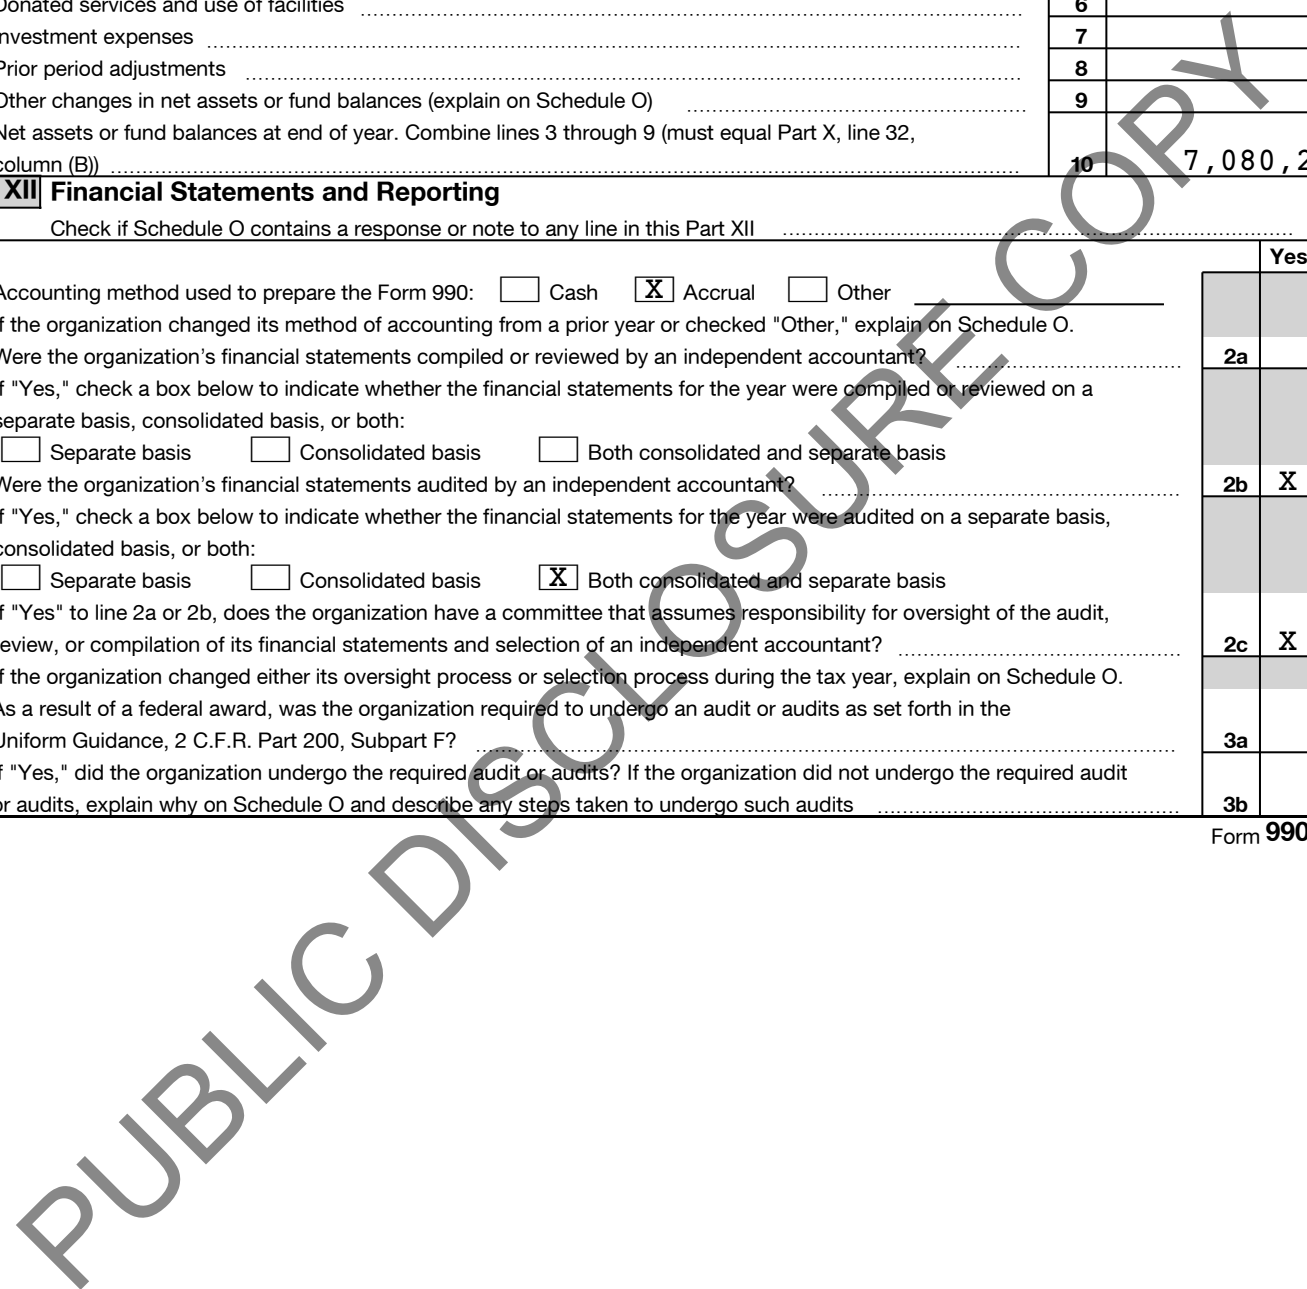 Donated services and use of facilities 6
nvestment expenses 7
Prior period adjustments 8
Other changes in net assets or fund balances (explain on Schedule O) 9
Net assets or fund balances at end of year. Combine lines 3 through 9 (must equal Part X, line 32,
column (B)) 10 7,080,2
XII Financial Statements and Reporting
Check if Schedule O contains a response or note to any line in this Part XII
Yes
Accounting method used to prepare the Form 990: Cash X Accrual Other
f the organization changed its method of accounting from a prior year or checked "Other," explain on Schedule O.
Were the organization's financial statements compiled or reviewed by an independent accountant? 2a
f "Yes," check a box below to indicate whether the financial statements for the year were compiled or reviewed on a
separate basis, consolidated basis, or both:
Separate basis Consolidated basis Both consolidated and separate basis
Were the organization's financial statements audited by an independent accountant? 2b X
f "Yes," check a box below to indicate whether the financial statements for the year were audited on a separate basis,
consolidated basis, or both:
Separate basis Consolidated basis X Both consolidated and separate basis
f "Yes" to line 2a or 2b, does the organization have a committee that assumes responsibility for oversight of the audit,
review, or compilation of its financial statements and selection of an independent accountant? 2c X
f the organization changed either its oversight process or selection process during the tax year, explain on Schedule O.
As a result of a federal award, was the organization required to undergo an audit or audits as set forth in the
Uniform Guidance, 2 C.F.R. Part 200, Subpart F? 3a
f "Yes," did the organization undergo the required audit or audits? If the organization did not undergo the required audit
or audits, explain why on Schedule O and describe any steps taken to undergo such audits 3b
Form 990
PUBLIC DISCLOSURE COPY